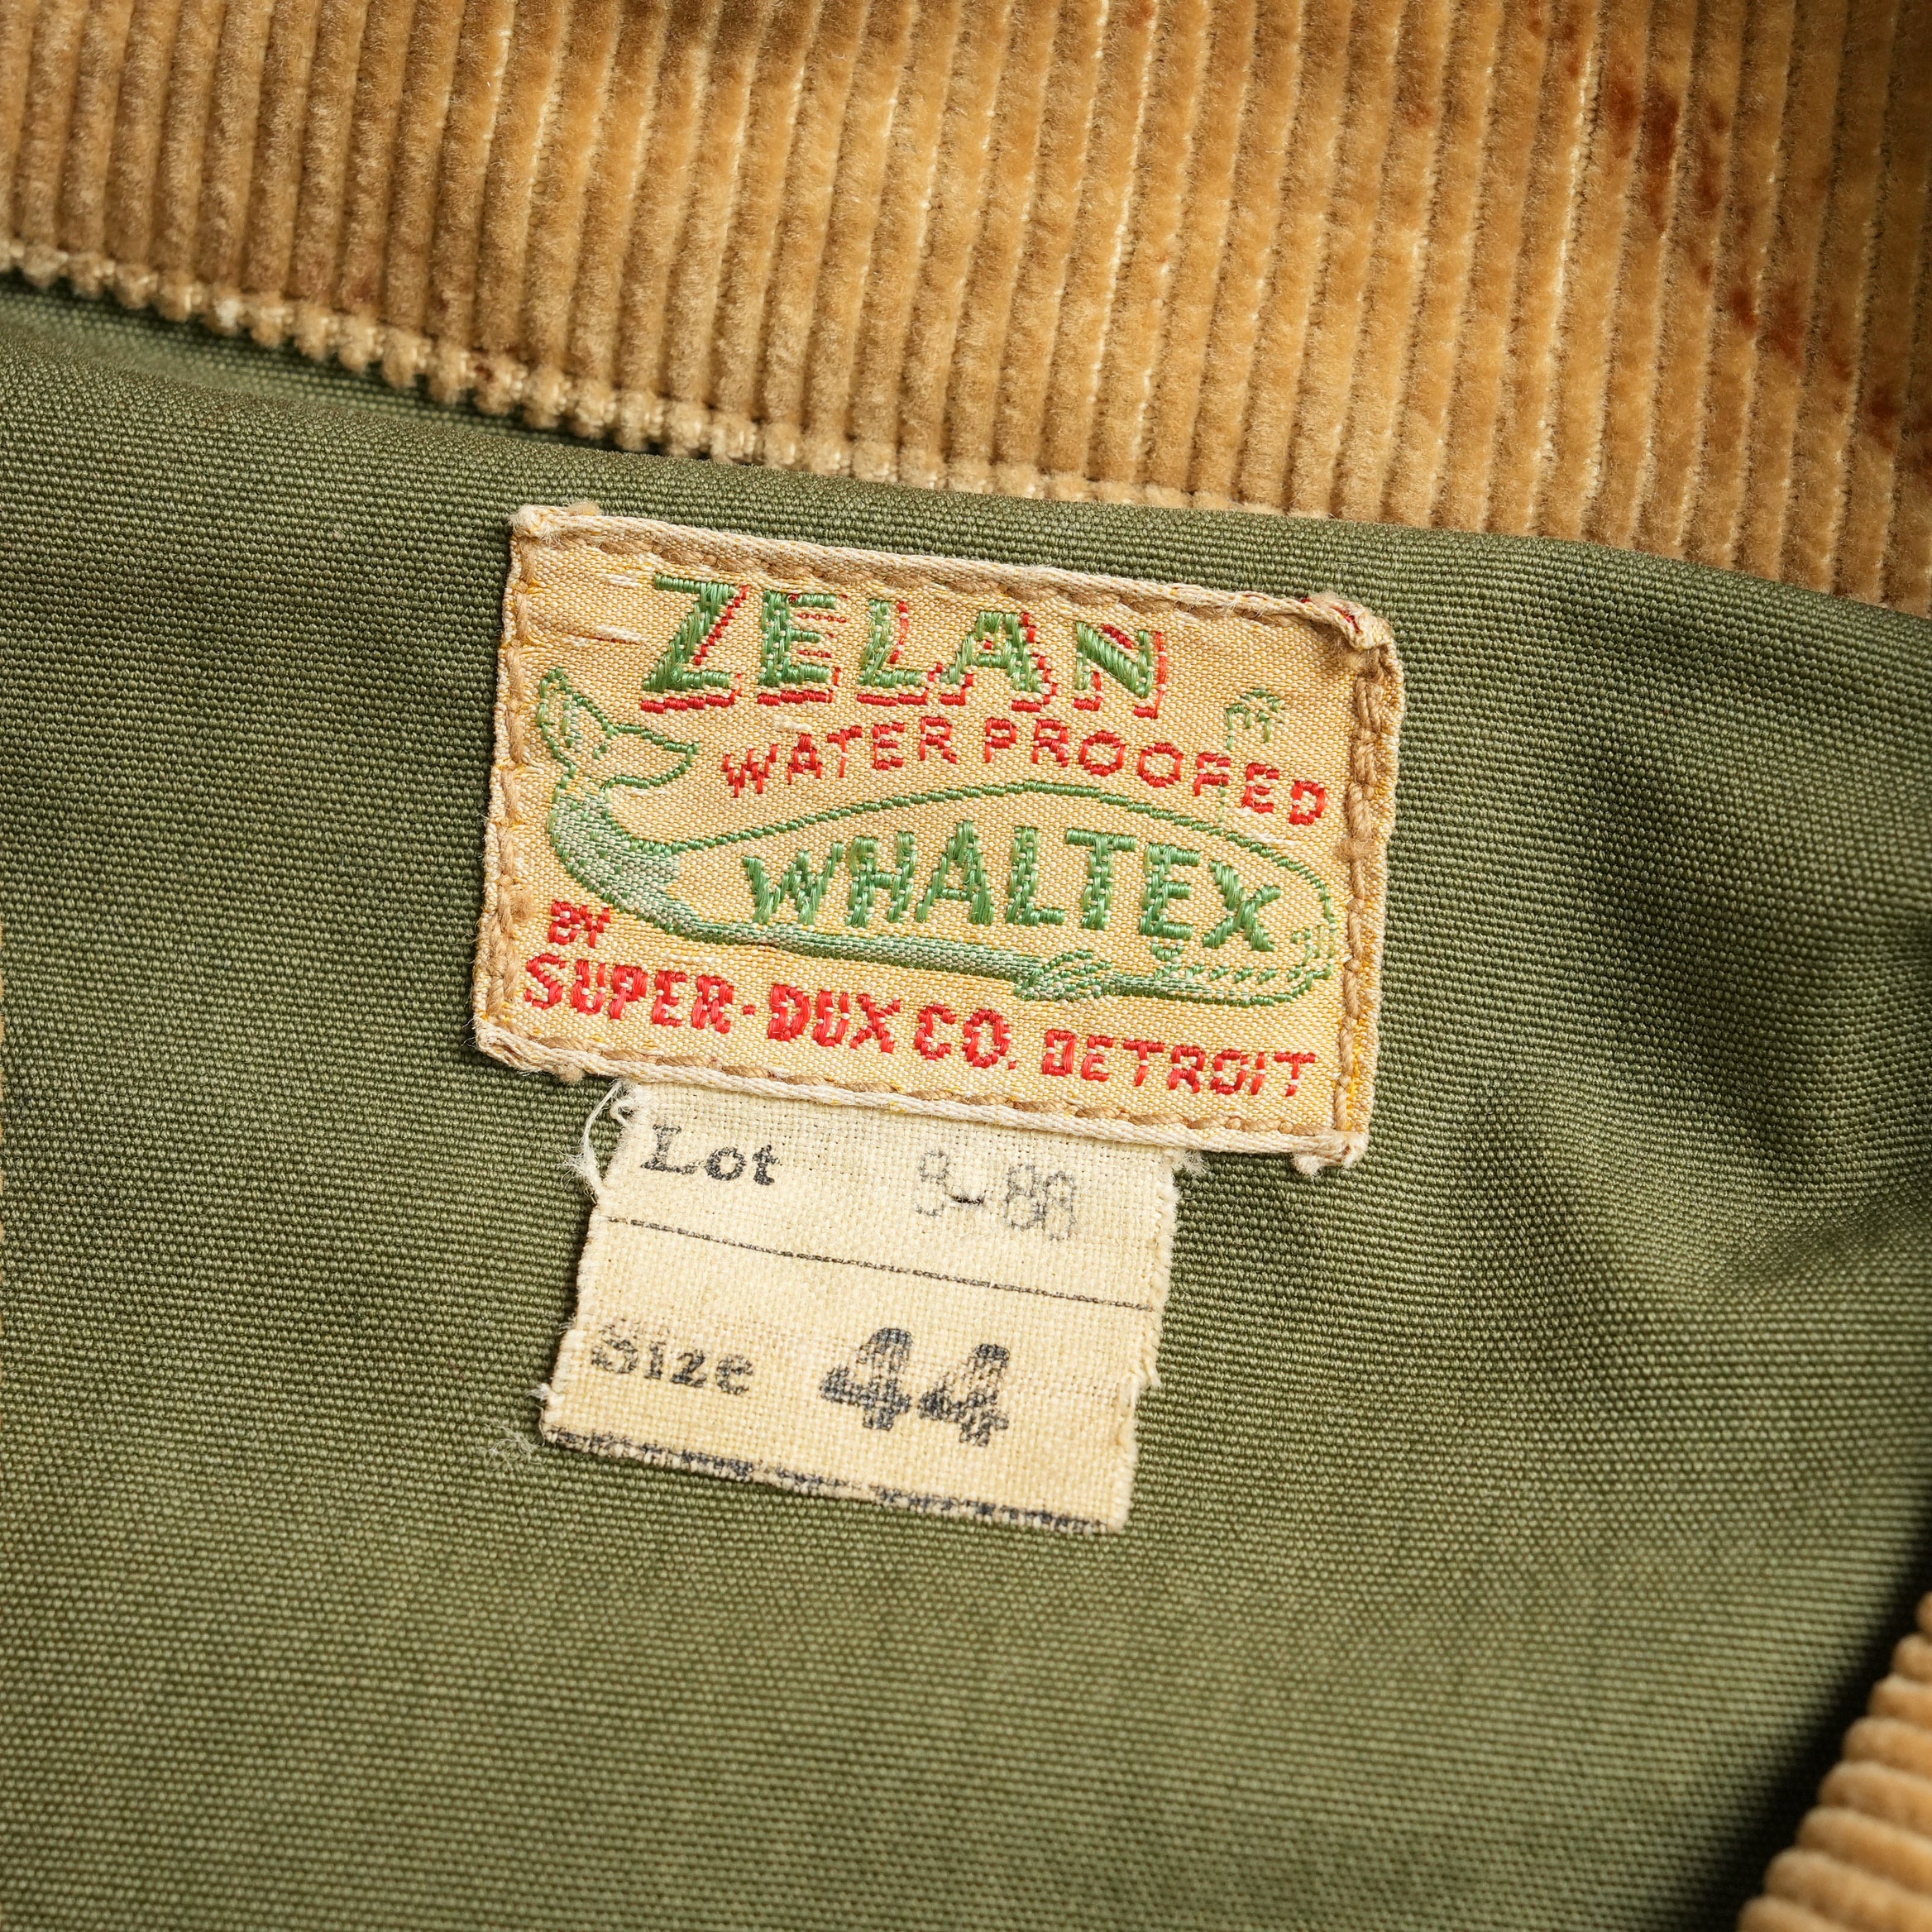 ZELAN
WATER PROOFED
WHALTEX
BY
SUPER-DUX CO. DETROIT
Lot
Size 44